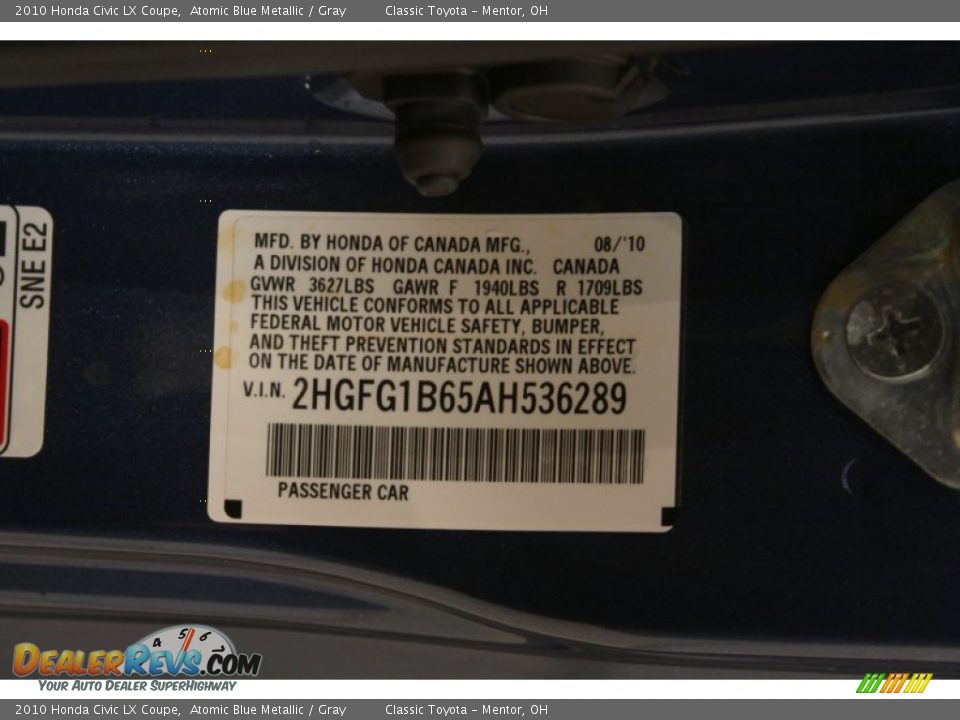 2010 Honda Civic LX Coupe, Atomic Blue Metallic / Gray Classic Toyota - Mentor, OH
SNE E2
MFD. BY HONDA OF CANADA MFG., 08/'10
A DIVISION OF HONDA CANADA INC. CANADA
GVWR 3627LBS GAWR F 1940LBS R 1709LBS
THIS VEHICLE CONFORMS TO ALL APPLICABLE
FEDERAL MOTOR VEHICLE SAFETY, BUMPER,
AND THEFT PREVENTION STANDARDS IN EFFECT
ON THE DATE OF MANUFACTURE SHOWN ABOVE.
V.I.N. 2HGFG1B65AH536289
PASSENGER CAR
4 5 6
DEALERREVS.COM
YOUR AUTO DEALER SUPERHIGHWAY
2010 Honda Civic LX Coupe, Atomic Blue Metallic / Gray Classic Toyota - Mentor, OH